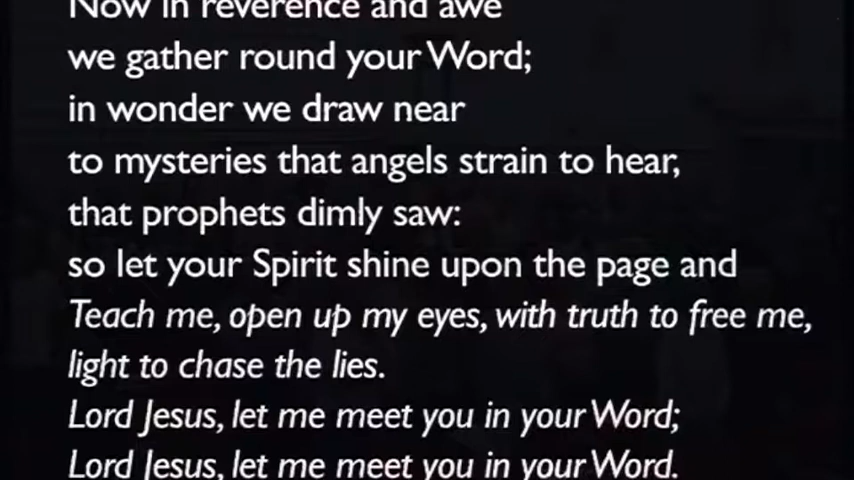 Now in reverence and awe
we gather round your Word;
in wonder we draw near
to mysteries that angels strain to hear,
that prophets dimly saw:
so let your Spirit shine upon the page and
Teach me, open up my eyes, with truth to free me,
light to chase the lies.
Lord Jesus, let me meet you in your Word;
Lord Jesus, let me meet you in your Word.